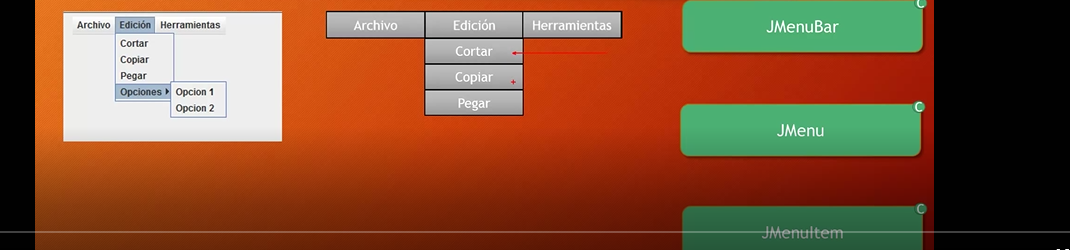 Archivo Edición Herramientas
Cortar
Copiar
Pegar
Opciones
Opcion 1
Opcion 2
Archivo Edición Herramientas
Cortar
Copiar
Pegar
C
JMenuBar
C
JMenu
C
JMenuItem